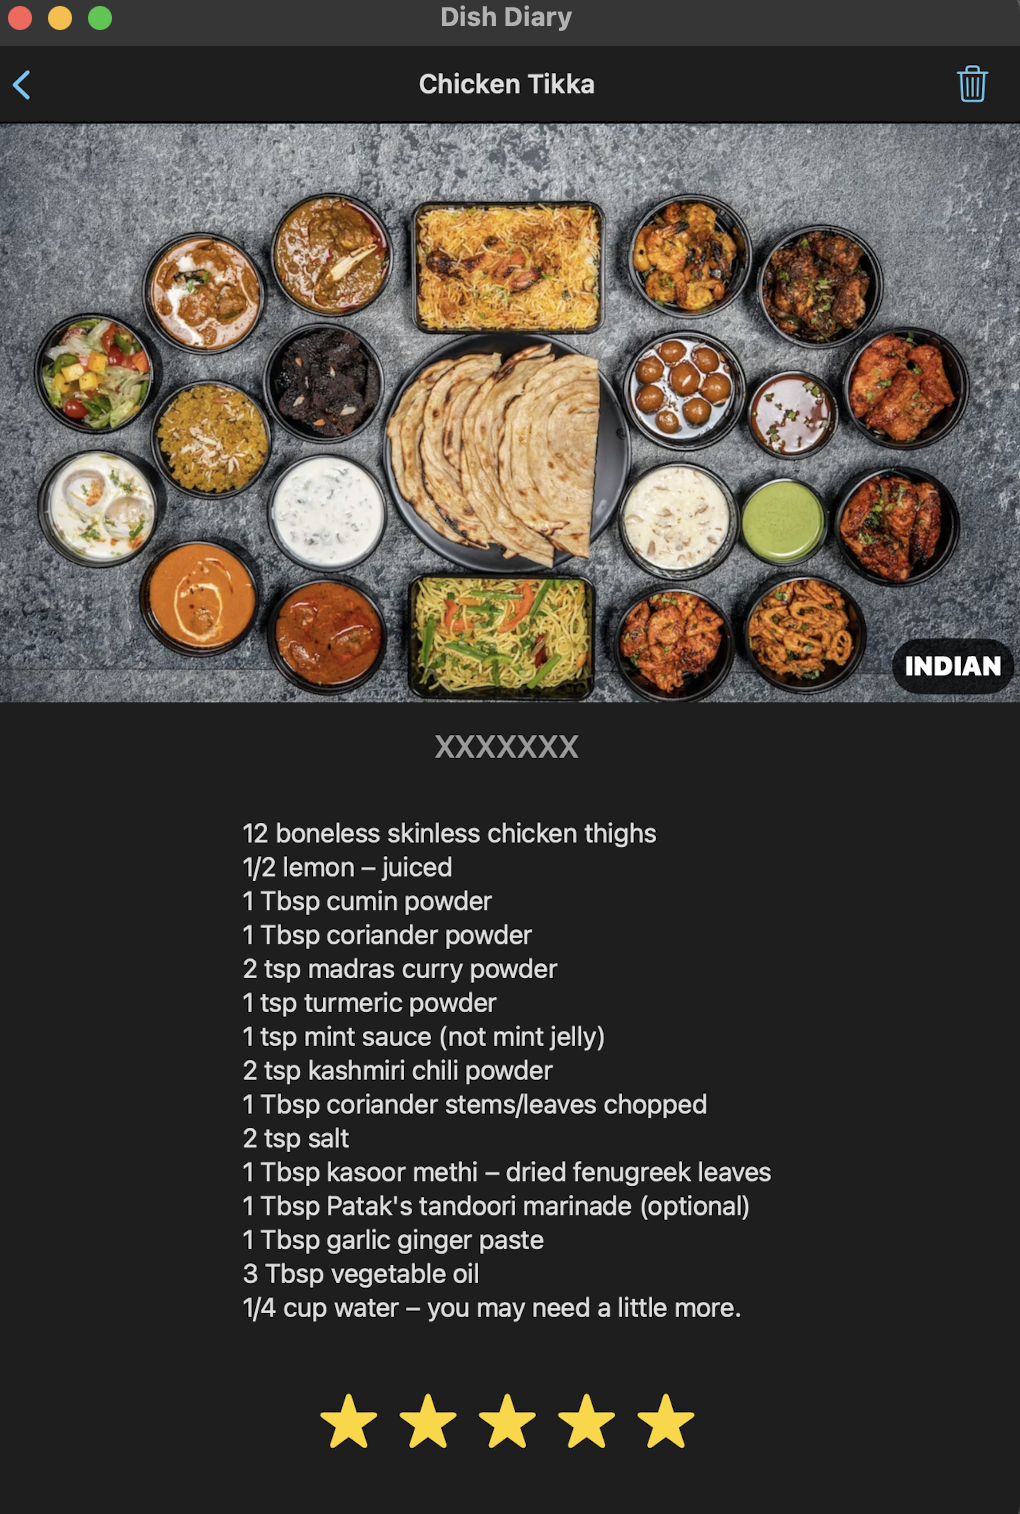 Dish Diary
Chicken Tikka
INDIAN
XXXXXXX
12 boneless skinless chicken thighs
1/2 lemon – juiced
1 Tbsp cumin powder
1 Tbsp coriander powder
2 tsp madras curry powder
1 tsp turmeric powder
1 tsp mint sauce (not mint jelly)
2 tsp kashmiri chili powder
1 Tbsp coriander stems/leaves chopped
2 tsp salt
1 Tbsp kasoor methi – dried fenugreek leaves
1 Tbsp Patak's tandoori marinade (optional)
1 Tbsp garlic ginger paste
3 Tbsp vegetable oil
1/4 cup water – you may need a little more.